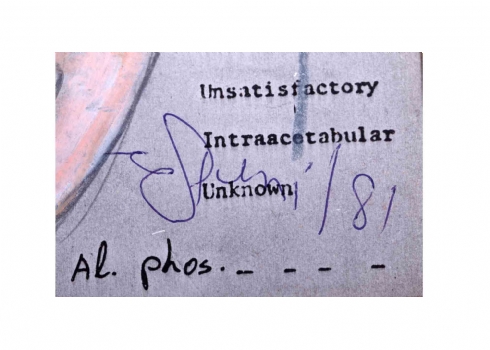 Unsatisfactory
Intraacetabular
Unknown
/81
Al. phos. _ _ _ _